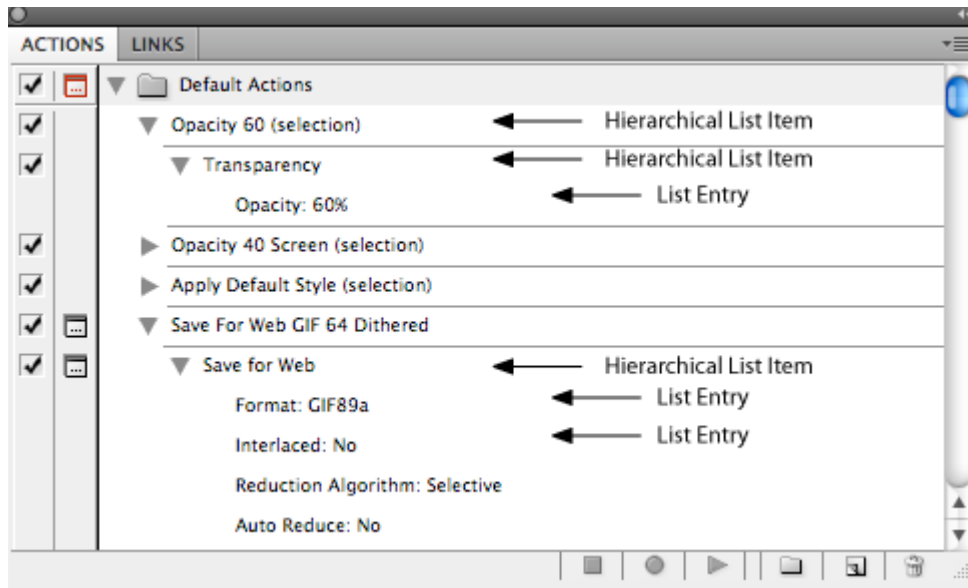 ACTIONS LINKS
Default Actions
Opacity 60 (selection) Hierarchical List Item
Transparency Hierarchical List Item
Opacity: 60% List Entry
Opacity 40 Screen (selection)
Apply Default Style (selection)
Save For Web GIF 64 Dithered
Save for Web Hierarchical List Item
Format: GIF89a List Entry
Interlaced: No List Entry
Reduction Algorithm: Selective
Auto Reduce: No